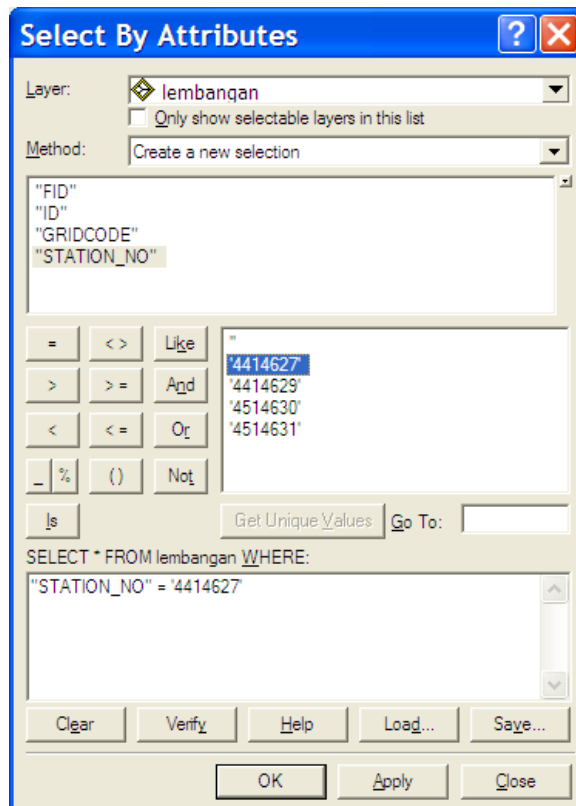 Select By Attributes
?
X
Layer: lembangan
Only show selectable layers in this list
Method: Create a new selection
"FID"
"ID"
"GRIDCODE"
"STATION_NO"
= < > Like
> > = And
< < = Or
_ % ( ) Not
Is
''
'4414627'
'4414629'
'4514630'
'4514631'
Get Unique Values Go To:
SELECT * FROM lembangan WHERE:
"STATION_NO" = '4414627'
Clear Verify Help Load... Save...
OK Apply Close